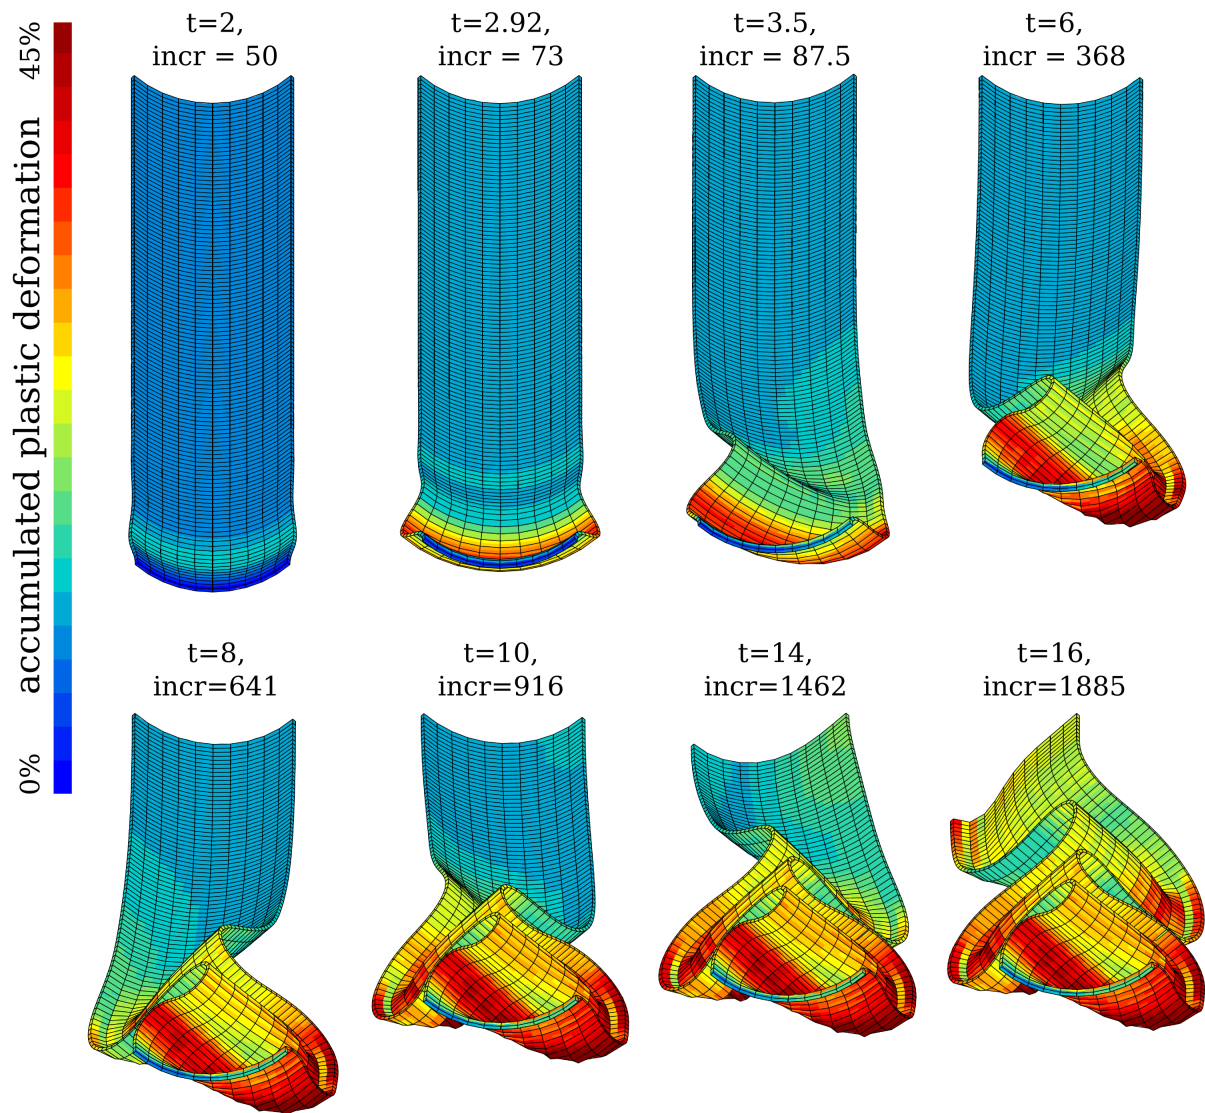 t=2,
incr = 50
t=2.92,
incr = 73
t=3.5,
incr = 87.5
t=6,
incr = 368
45%
accumulated plastic deformation
0%
t=8,
incr=641
t=10,
incr=916
t=14,
incr=1462
t=16,
incr=1885